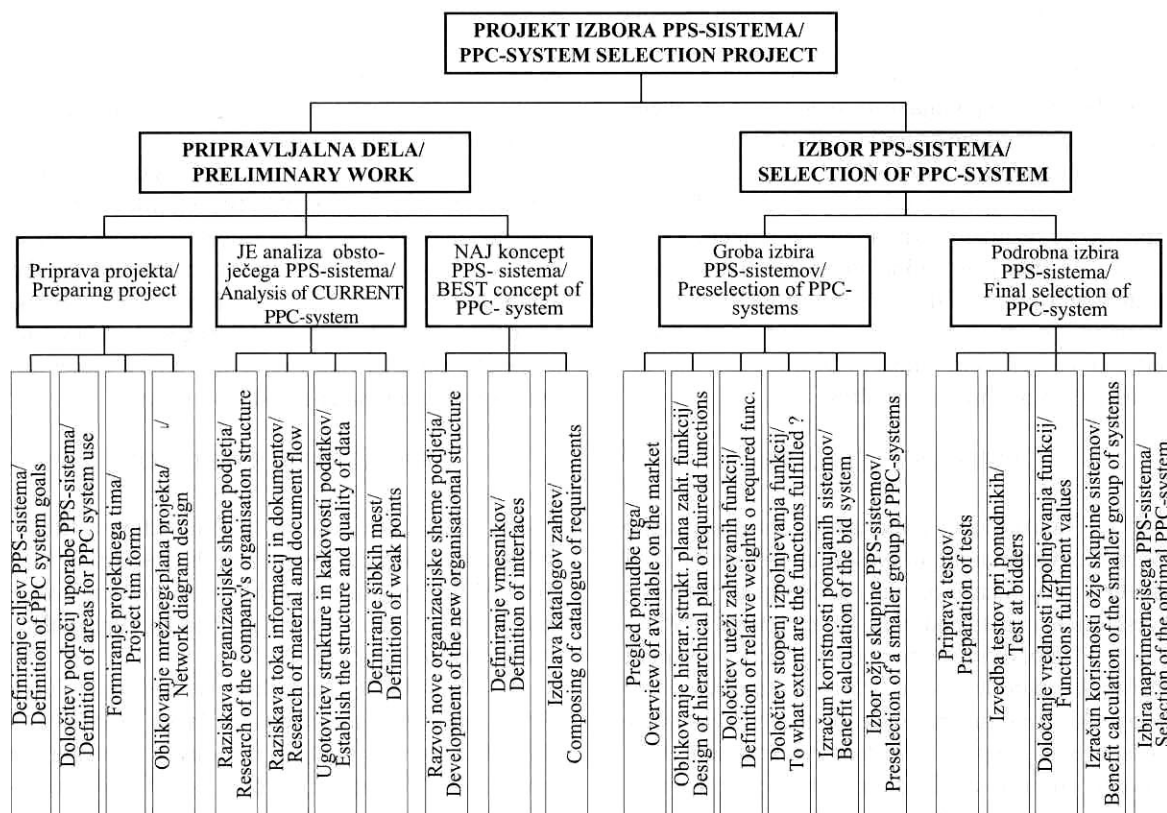 PROJEKT IZBORA PPS-SISTEMA/
PPC-SYSTEM SELECTION PROJECT
PRIPRAVLJALNA DELA/
PRELIMINARY WORK
IZBOR PPS-SISTEMA/
SELECTION OF PPC-SYSTEM
Priprava projekta/
Preparing project
JE analiza obsto-
ječega PPS-sistema/
Analysis of CURRENT
PPC-system
NAJ koncept
PPS- sistema/
BEST concept of
PPC- system
Groba izbira
PPS-sistemov/
Preselection of PPC-
systems
Podrobna izbira
PPS-sistema/
Final selection of
PPC-system
Definiranje ciljev PPS-sistema/
Definition of PPC system goals
Določitev področij uporabe PPS-sistema/
Definition of areas for PPC system use
Formiranje projektnega tima/
Project tmm form
Oblikovanje mrežnega plana projekta/
Network diagram design
Raziskava organizacijske sheme podjetja/
Research of the company's organisation structure
Raziskava toka informacij in dokumentov/
Research of material and document flow
Ugotovitev strukture in kakovosti podatkov/
Establish the structure and quality of data
Definiranje šibkih mest/
Definition of weak points
Razvoj nove organizacijske sheme podjetja/
Development of the new organisational structure
Definiranje vmesnikov/
Definition of interfaces
Izdelava katalogov zahtev/
Composing of catalogue of requirements
Pregled ponudbe trga/
Overview of available on the market
Oblikovanje hierar. strukt. plana zaht. funkcij/
Design of hierarchical plan o requiredd functions
Določitev uteži zahtevanih funkcij/
Definition of relative weights o required func.
Določitev stopenj izpolnjevanja funkcij/
To what extent are the functions fulfilled ?
Izračun koristnosti ponujanih sistemov/
Benefit calculation of the bid system
Izbor ožje skupine PPS-sistemov/
Preselection of a smaller group pf PPC-systems
Priprava testov/
Preparation of tests
Izvedba testov pri ponudnikih/
Test at bidders
Določanje vrednosti izpolnjevanja funkcij/
Functions fulfilment values
Izračun koristnosti ožje skupine sistemov/
Benefit calculation of the smaller group of systems
Izbira naprimernejšega PPS-sistema/
Selection of the optimal PPC-system